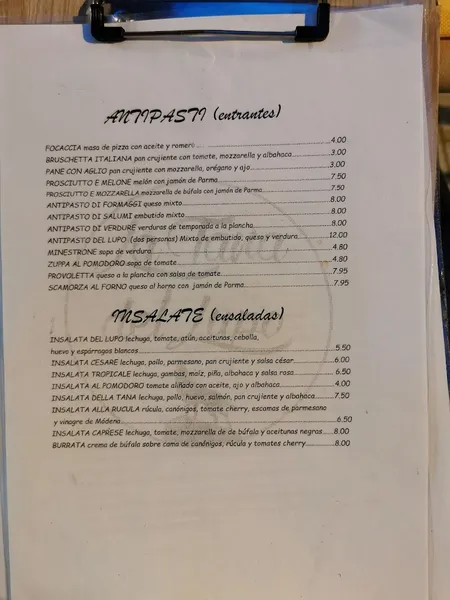 ANTIPASTI (entrantes)
FOCACCIA masa de pizza con aceite y romero...4.00
BRUSCHETTA ITALIANA pan crujiente con tomate, mozzarella y albahaca...3.00
PANE CON AGLIO pan crujiente con mozzarella, orégano y ajo...3.00
PROSCIUTTO E MELONE melón con jamón de Parma...7.50
PROSCIUTTO E MOZZARELLA mozzarella de búfala con jamón de Parma...7.50
ANTIPASTO DI FORMAGGI queso mixto...8.00
ANTIPASTO DI SALUMI embutido mixto...8.00
ANTIPASTO DI VERDURE verduras de temporada a la plancha...8.00
ANTIPASTO DEL LUPO (dos personas) Mixto de embutido, queso y verdura...12.00
MINESTRONE sopa de verdura...4.80
ZUPPA AL POMODORO sopa de tomate...4.80
PROVOLETTA queso a la plancha con salsa de tomate...7.95
SCAMORZA AL FORNO queso al horno con jamón de Parma...7.95
INSALATE (ensaladas)
INSALATA DEL LUPO lechuga, tomate, atún, aceitunas, cebolla,
huevo y espárragos blancos...5.50
INSALATA CESARE lechuga, pollo, parmesano, pan crujiente y salsa césar...6.00
INSALATA TROPICALE lechuga, gambas, maíz, piña, albahaca y salsa rosa...6.50
INSALATA AL POMODORO tomate aliñado con aceite, ajo y albahaca...4.00
INSALATA DELLA TANA lechuga, pollo, huevo, salmón, pan crujiente y albahaca...7.50
INSALATA ALLA RUCULA rúcula, canónigos, tomate cherry, escamas de parmesano
y vinagre de Módena...6.50
INSALATA CAPRESE lechuga, tomate, mozzarella de de búfala y aceitunas negras...8.00
BURRATA crema de búfala sobre cama de canónigos, rúcula y tomates cherry...8.00